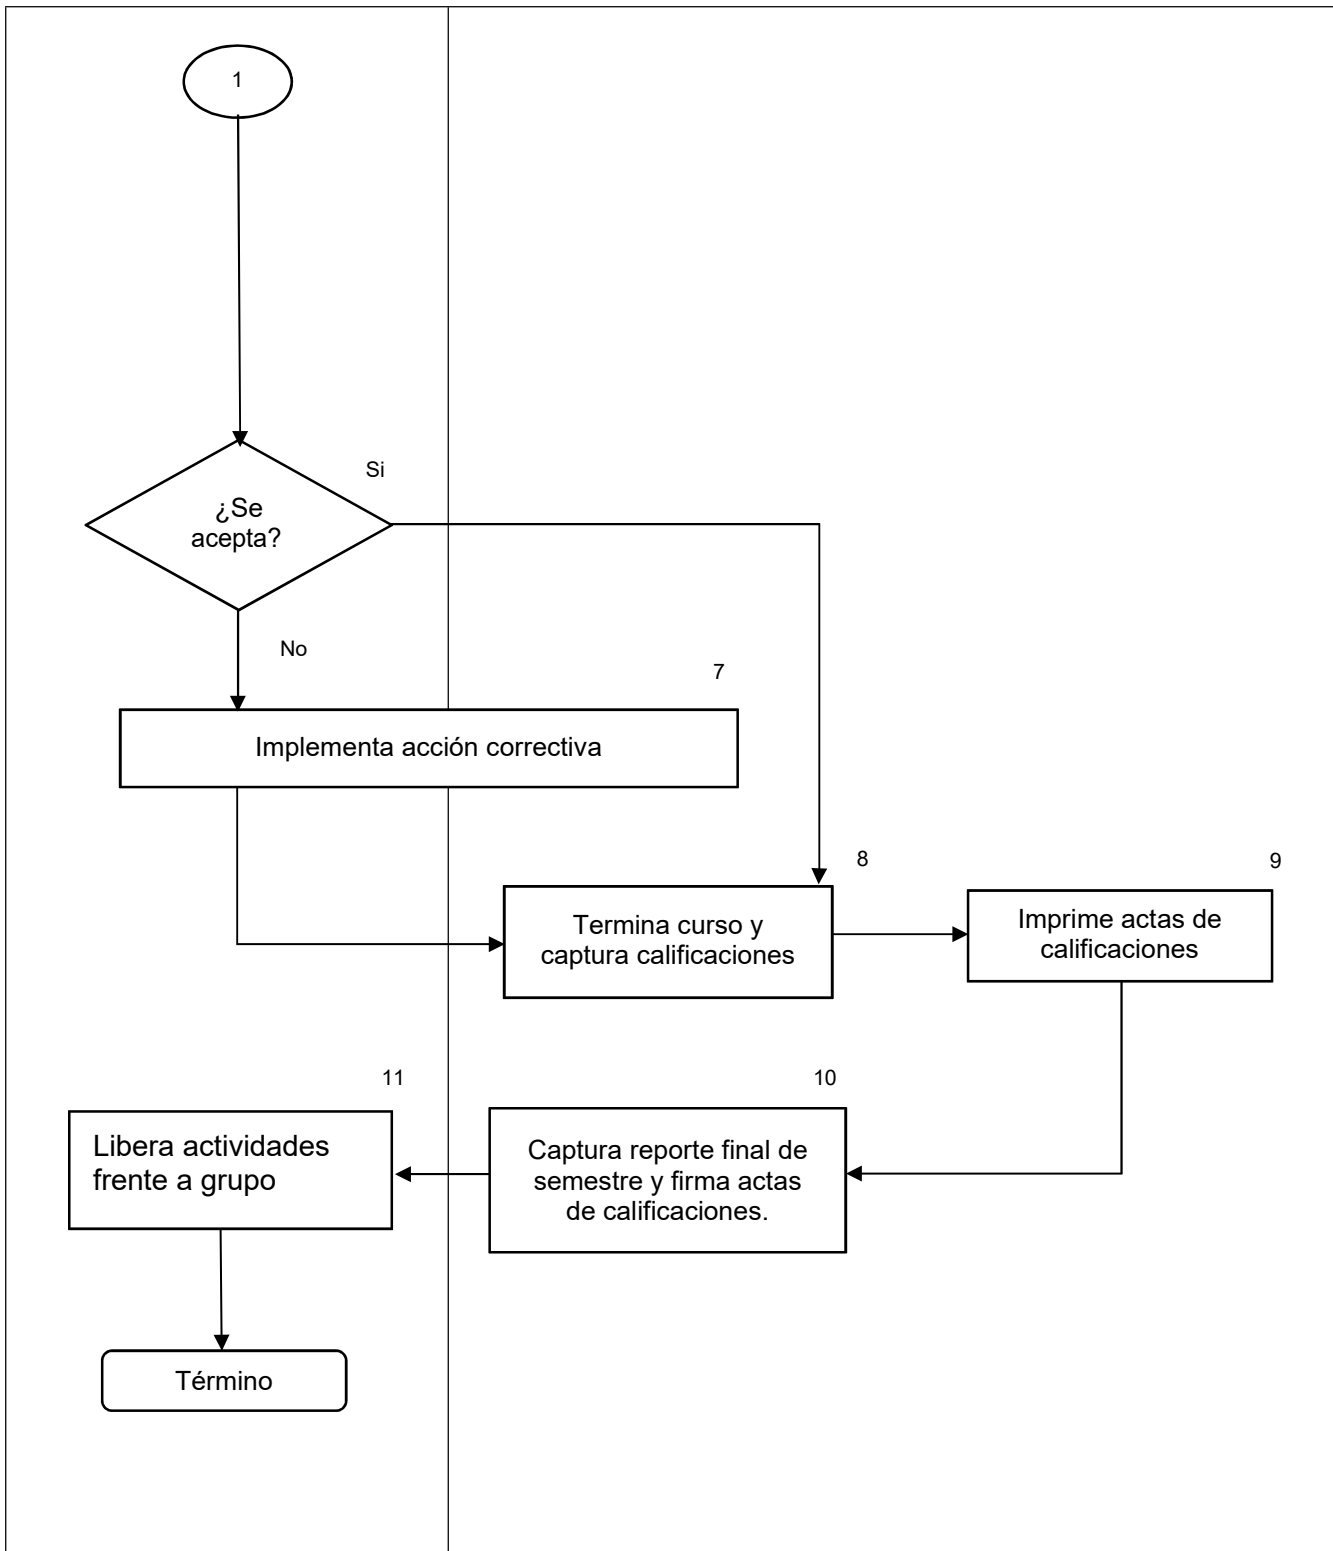 1
Si
¿Se
acepta?
No
7
Implementa acción correctiva
8
9
Termina curso y
captura calificaciones
Imprime actas de
calificaciones
11
10
Libera actividades
frente a grupo
Captura reporte final de
semestre y firma actas
de calificaciones.
Término